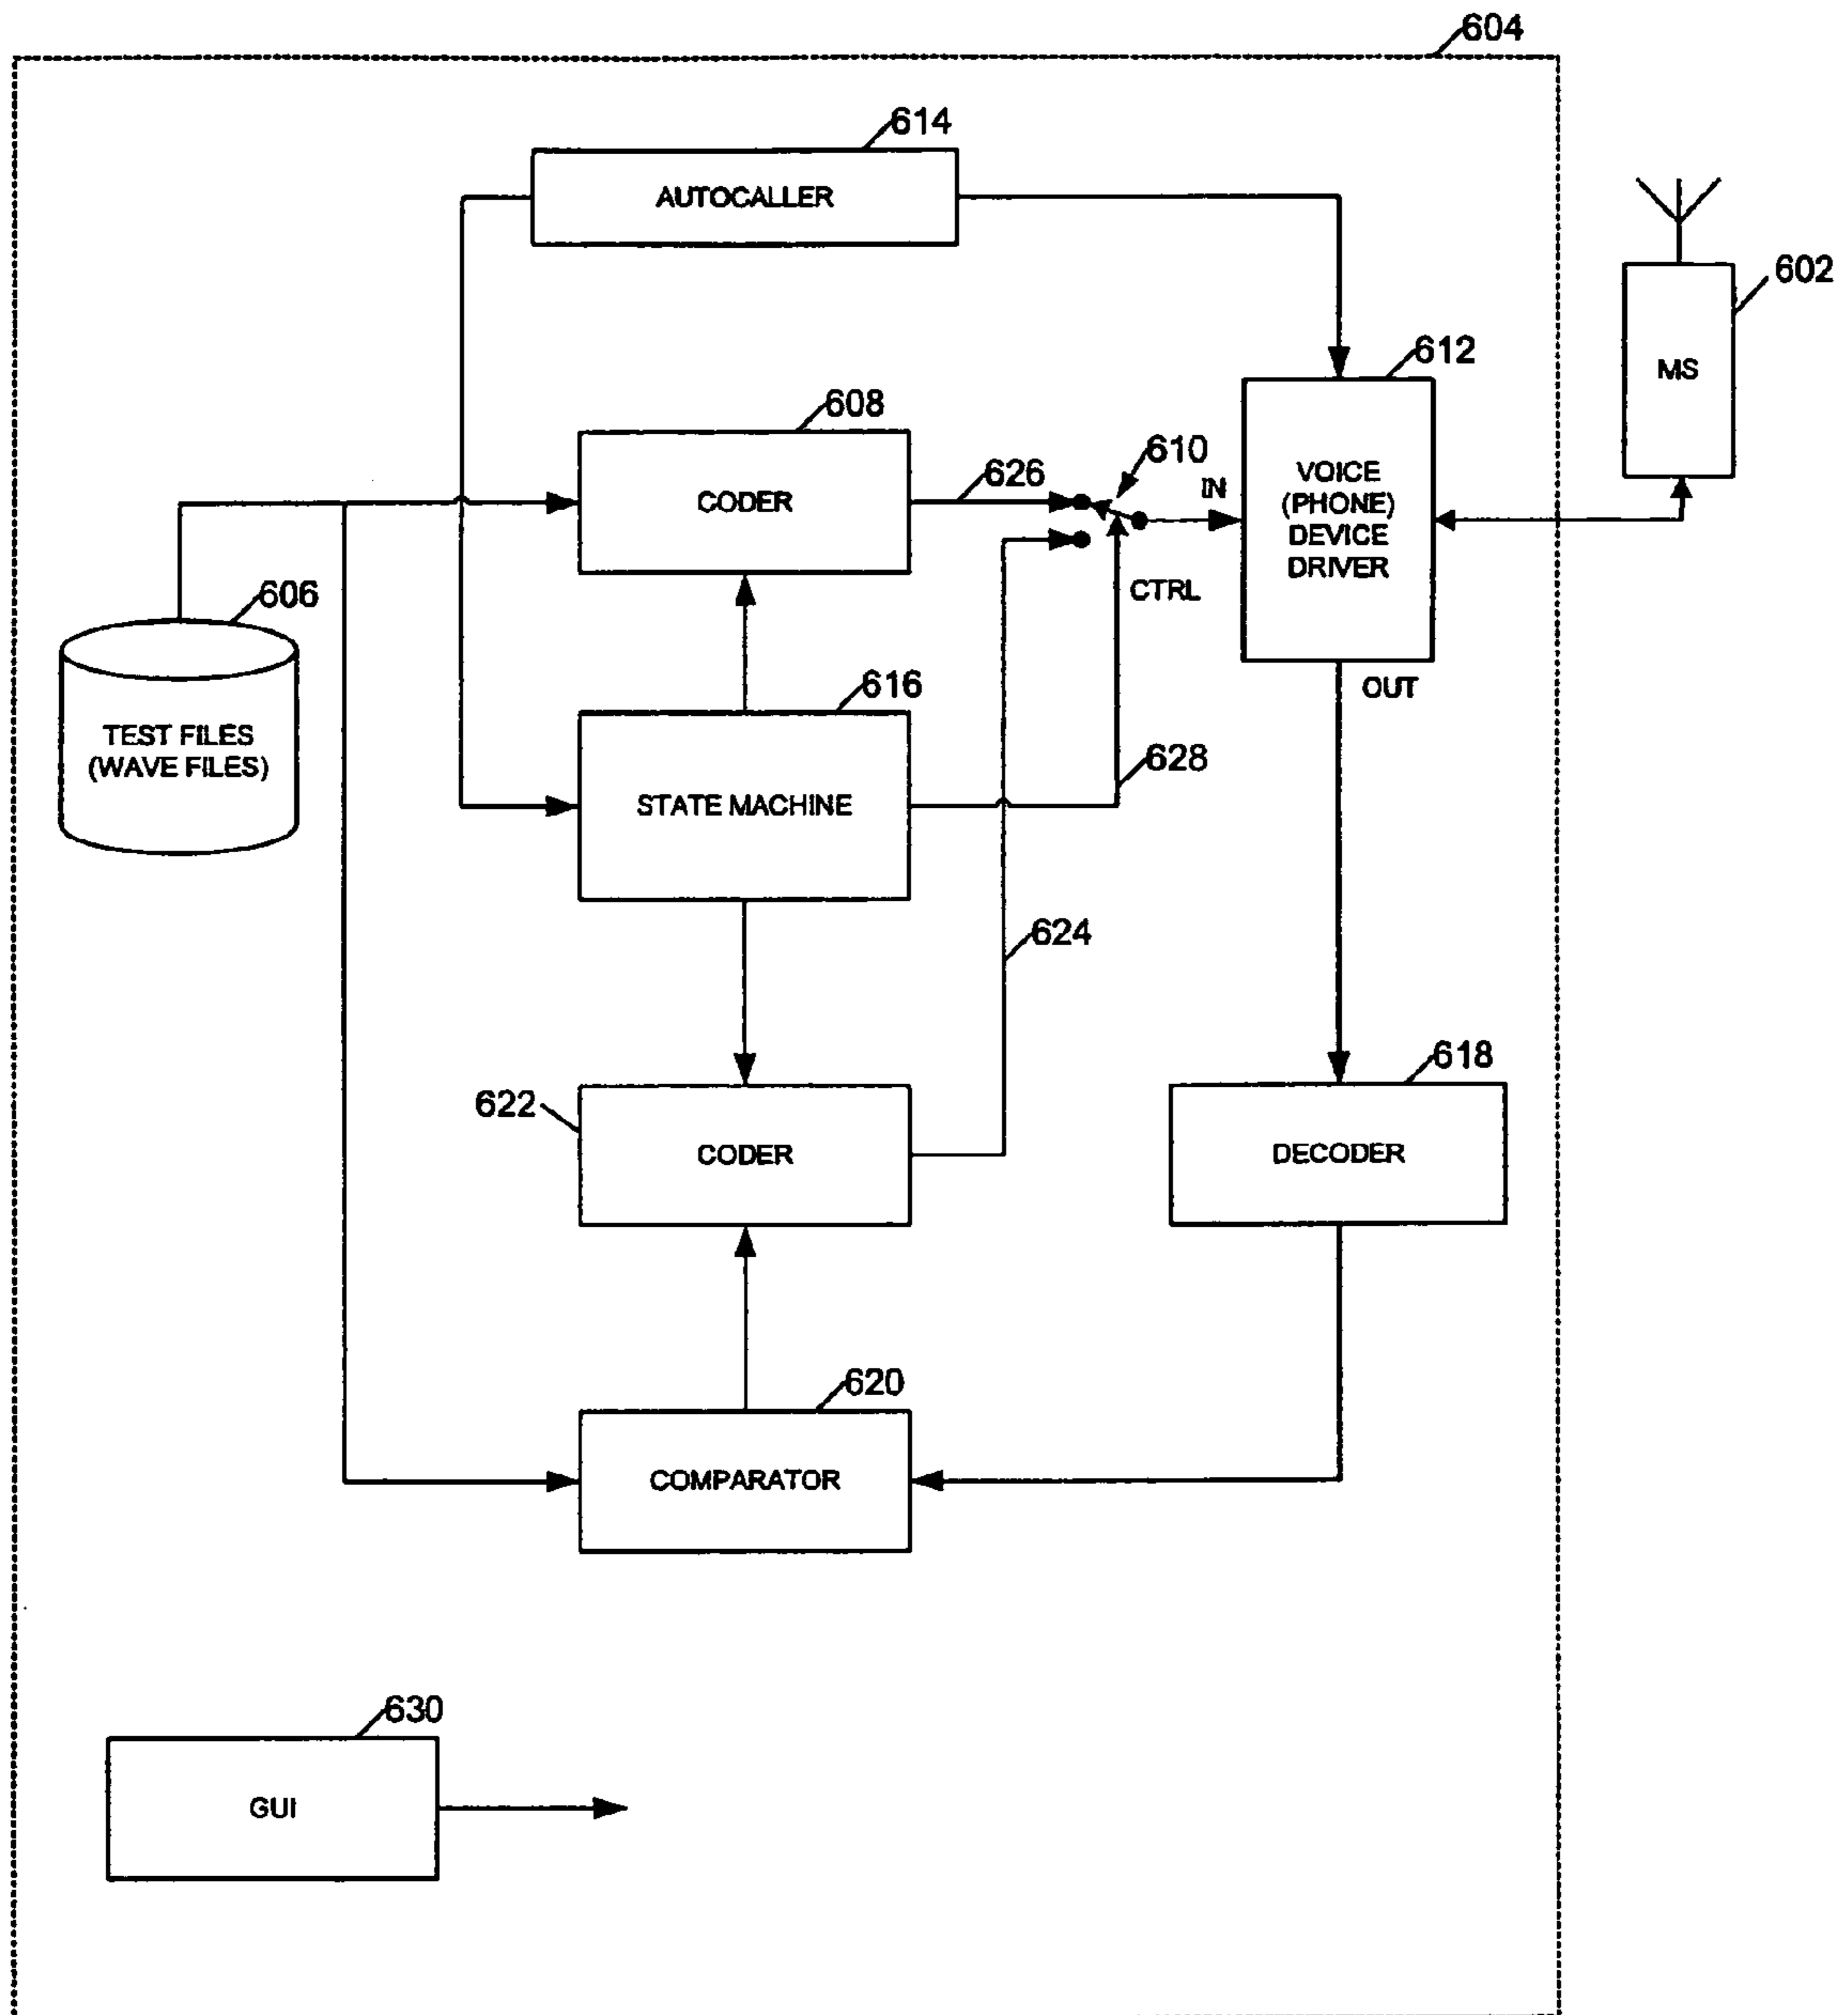 604
614
AUTOCALLER
602
MS
612
VOICE
(PHONE)
DEVICE
DRIVER
608
CODER
626
610
IN
CTRL
606
TEST FILES
(WAVE FILES)
616
STATE MACHINE
628
OUT
624
618
DECODER
622
CODER
620
COMPARATOR
630
GUI